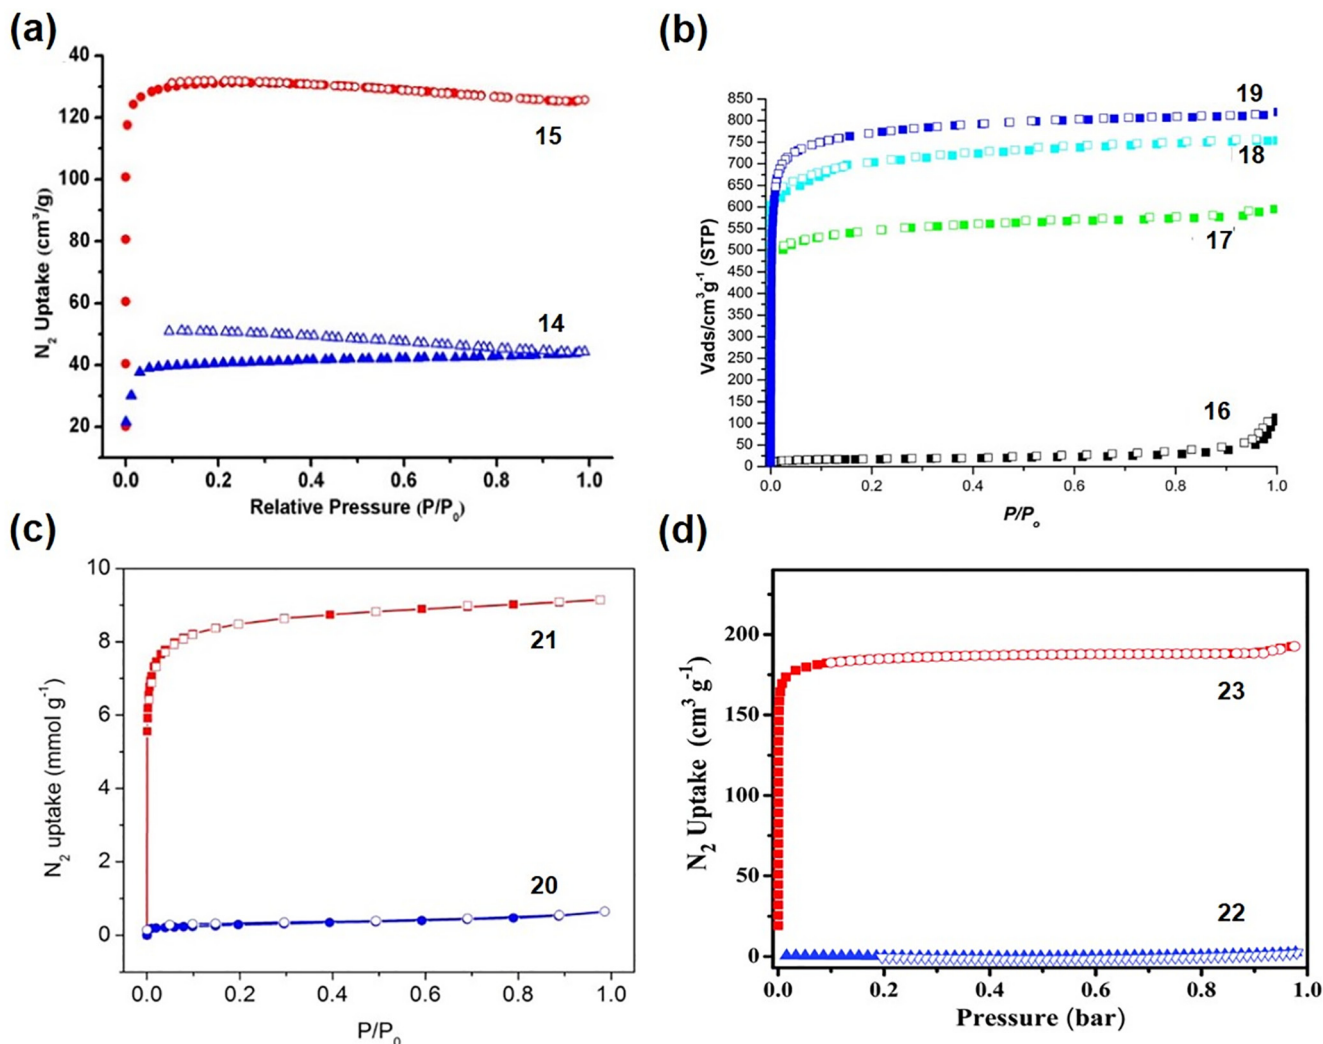 (a)
40
120
100
80
60
40
20
0.0 0.2 0.4 0.6 0.8 1.0
N₂ Uptake (cm³/g)
Relative Pressure (P/P₀)
15
14
(b)
850
800
750
700
650
600
550
500
450
400
350
300
250
200
150
100
50
0
0.0 0.2 0.4 0.6 0.8 1.0
Vads/cm³g⁻¹ (STP)
P/Pₒ
19
18
17
16
(c)
10
8
6
4
2
0
0.0 0.2 0.4 0.6 0.8 1.0
N₂ uptake (mmol g⁻¹)
P/P₀
21
20
(d)
200
150
100
50
0
0.0 0.2 0.4 0.6 0.8 1.0
N₂ Uptake (cm³ g⁻¹)
Pressure (bar)
23
22